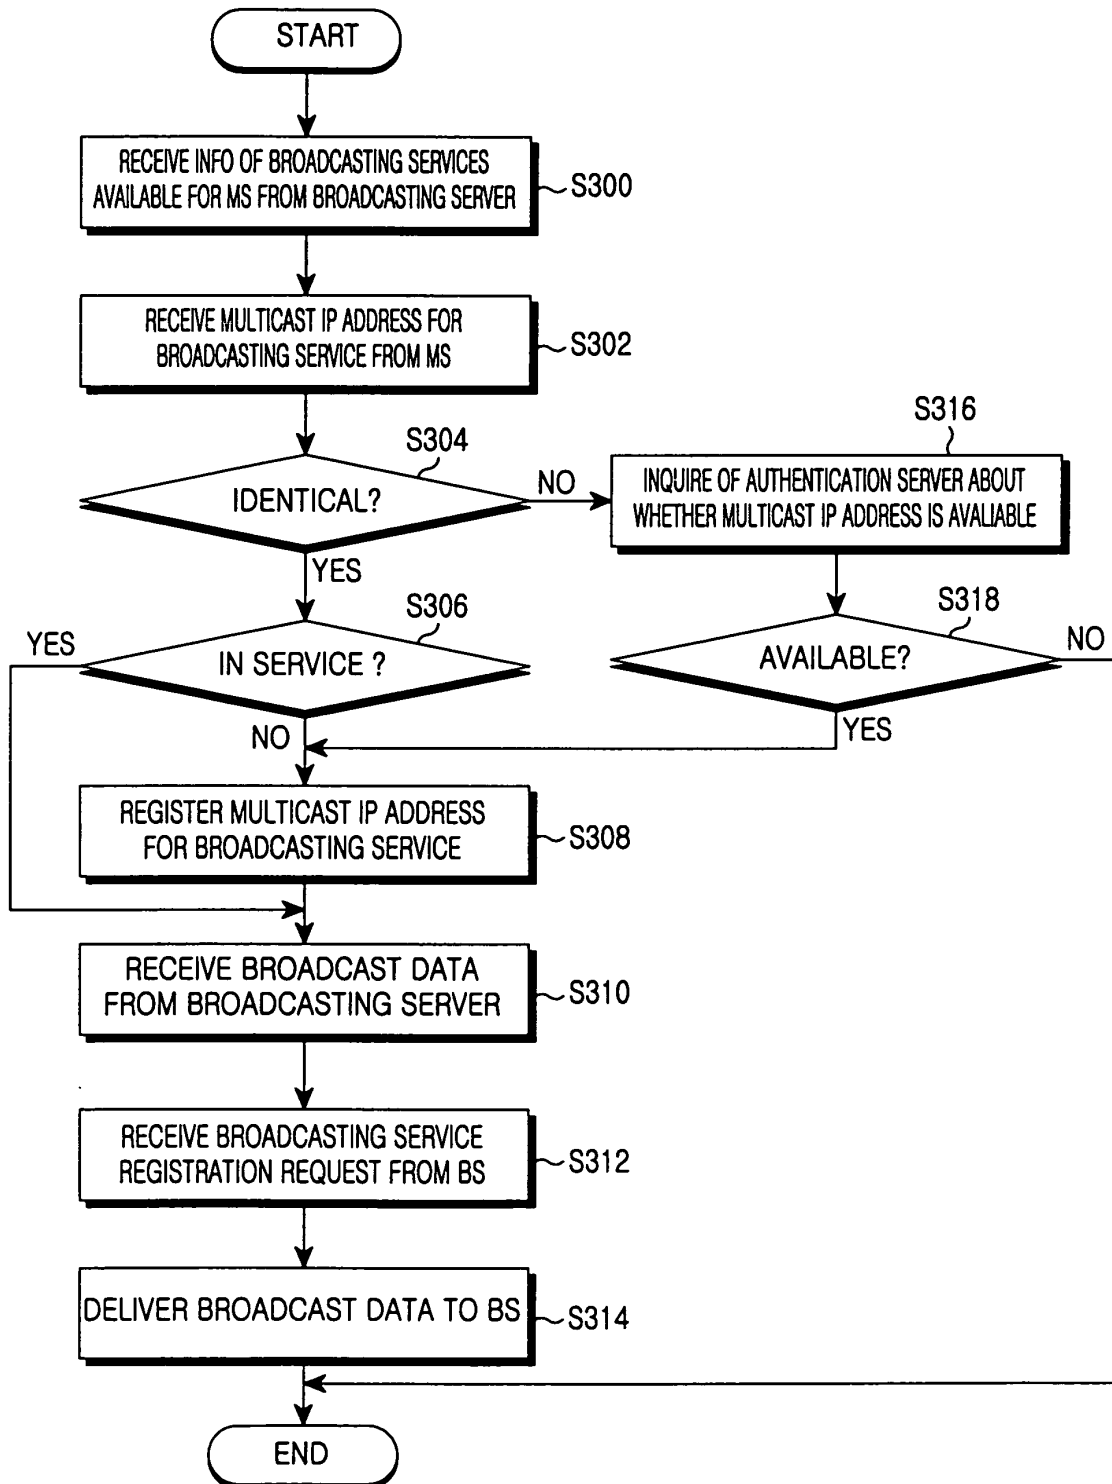 START
RECEIVE INFO OF BROADCASTING SERVICES
AVAILABLE FOR MS FROM BROADCASTING SERVER
S300
RECEIVE MULTICAST IP ADDRESS FOR
BROADCASTING SERVICE FROM MS
S302
S304
IDENTICAL?
NO
YES
S316
INQUIRE OF AUTHENTICATION SERVER ABOUT
WHETHER MULTICAST IP ADDRESS IS AVALIABLE
S306
YES
IN SERVICE ?
NO
S318
AVAILABLE?
NO
YES
REGISTER MULTICAST IP ADDRESS
FOR BROADCASTING SERVICE
S308
RECEIVE BROADCAST DATA
FROM BROADCASTING SERVER
S310
RECEIVE BROADCASTING SERVICE
REGISTRATION REQUEST FROM BS
S312
DELIVER BROADCAST DATA TO BS
S314
END